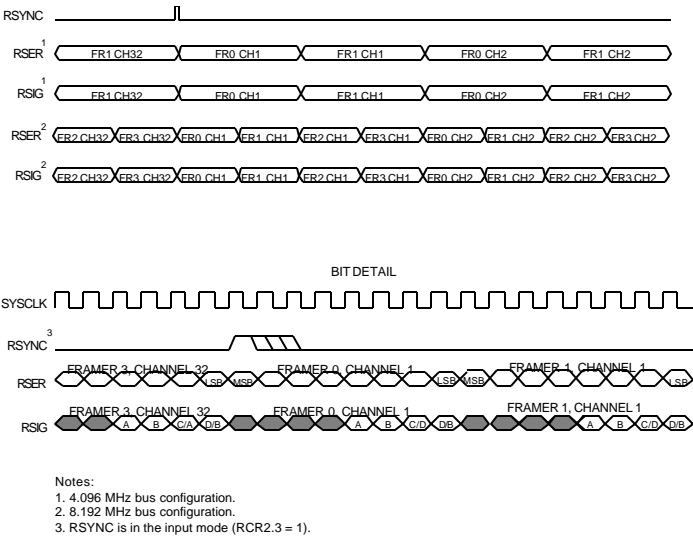 RSYNC
RSER 1 FR1 CH32 FR0 CH1 FR1 CH1 FR0 CH2 FR1 CH2
RSIG 1 FR1 CH32 FR0 CH1 FR1 CH1 FR0 CH2 FR1 CH2
RSER 2 FR2 CH32 FR3 CH32 FR0 CH1 FR1 CH1 FR2 CH1 FR3 CH1 FR0 CH2 FR1 CH2 FR2 CH2 FR3 CH2
RSIG 2 FR2 CH32 FR3 CH32 FR0 CH1 FR1 CH1 FR2 CH1 FR3 CH1 FR0 CH2 FR1 CH2 FR2 CH2 FR3 CH2
BIT DETAIL
SYSCLK
RSYNC 3
FRAMER 3, CHANNEL 32 FRAMER 0, CHANNEL 1 FRAMER 1, CHANNEL 1
RSER LSB MSB LSB MSB LSB
FRAMER 3, CHANNEL 32 FRAMER 0, CHANNEL 1 FRAMER 1, CHANNEL 1
RSIG A B C/A D/B A B C/D D/B A B C/D D/B
Notes:
1. 4.096 MHz bus configuration.
2. 8.192 MHz bus configuration.
3. RSYNC is in the input mode (RCR2.3 = 1).